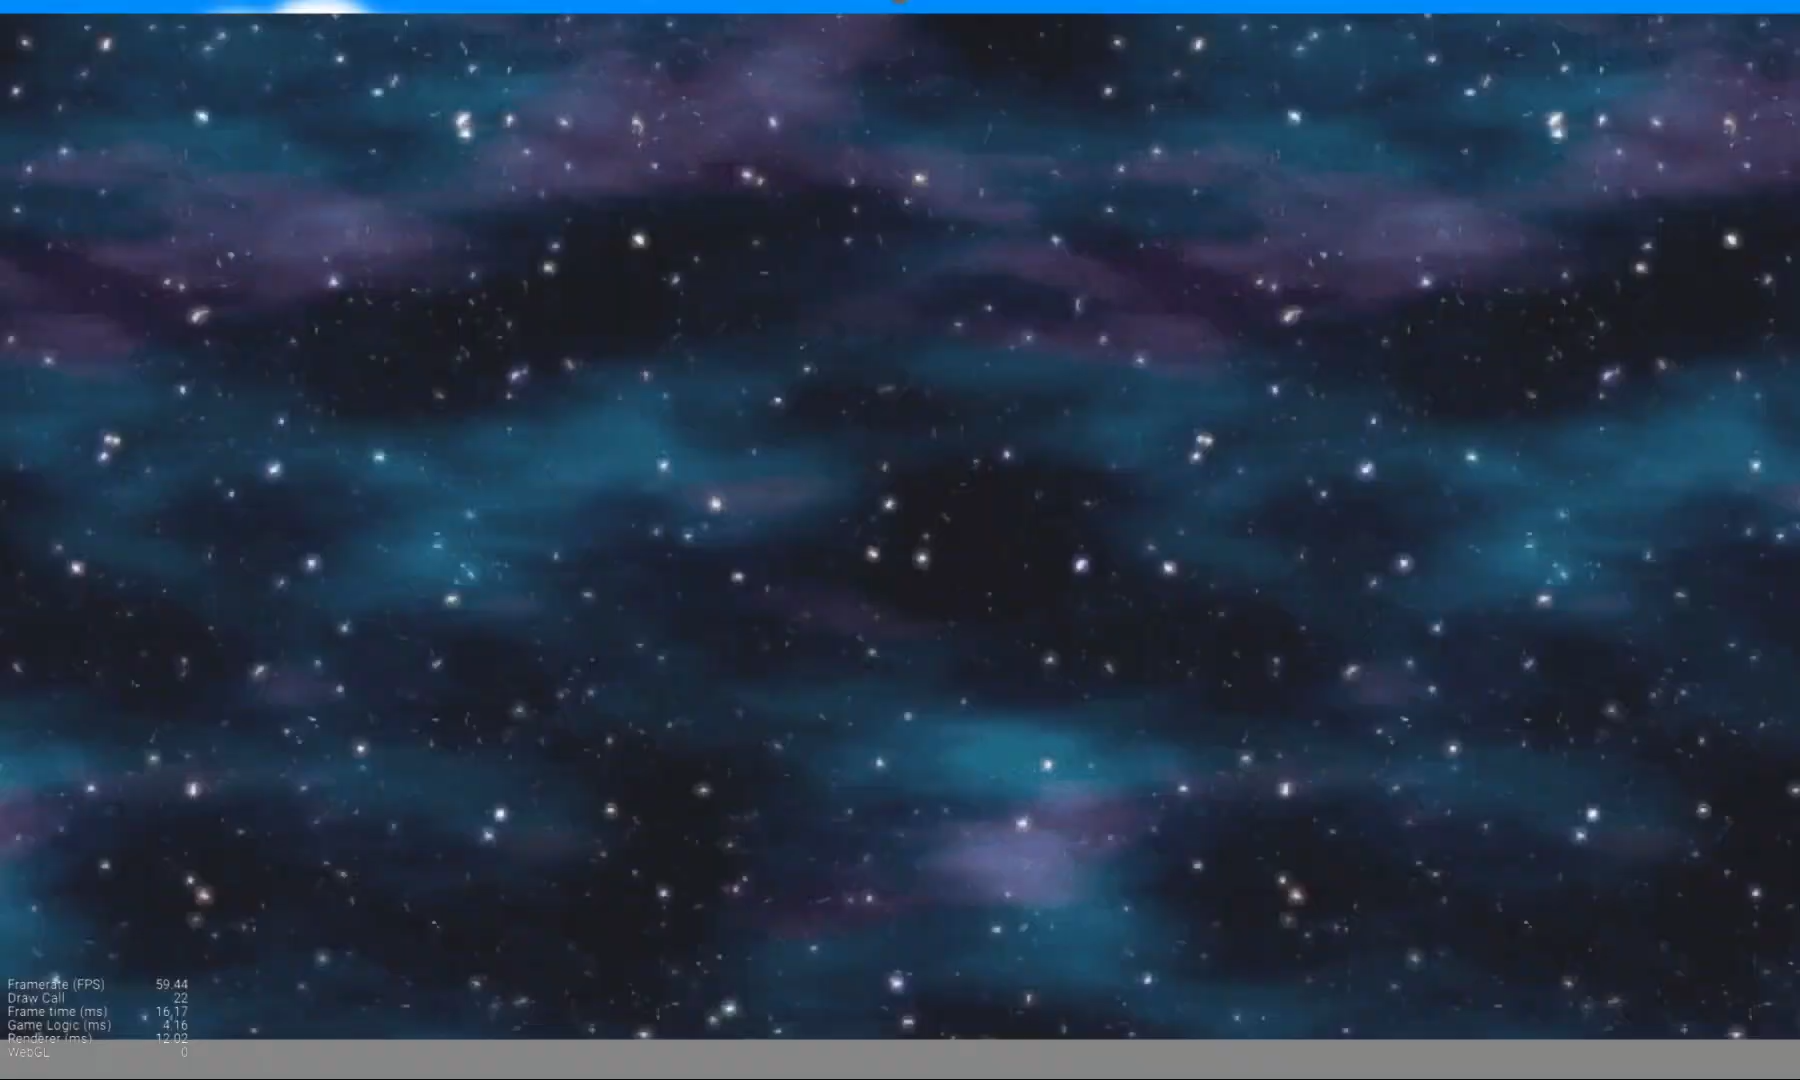 Framerate (FPS) 59.44
Draw Call 22
Frame time (ms) 16.17
Game Logic (ms) 4.16
Renderer (ms) 12.02
WebGL 0